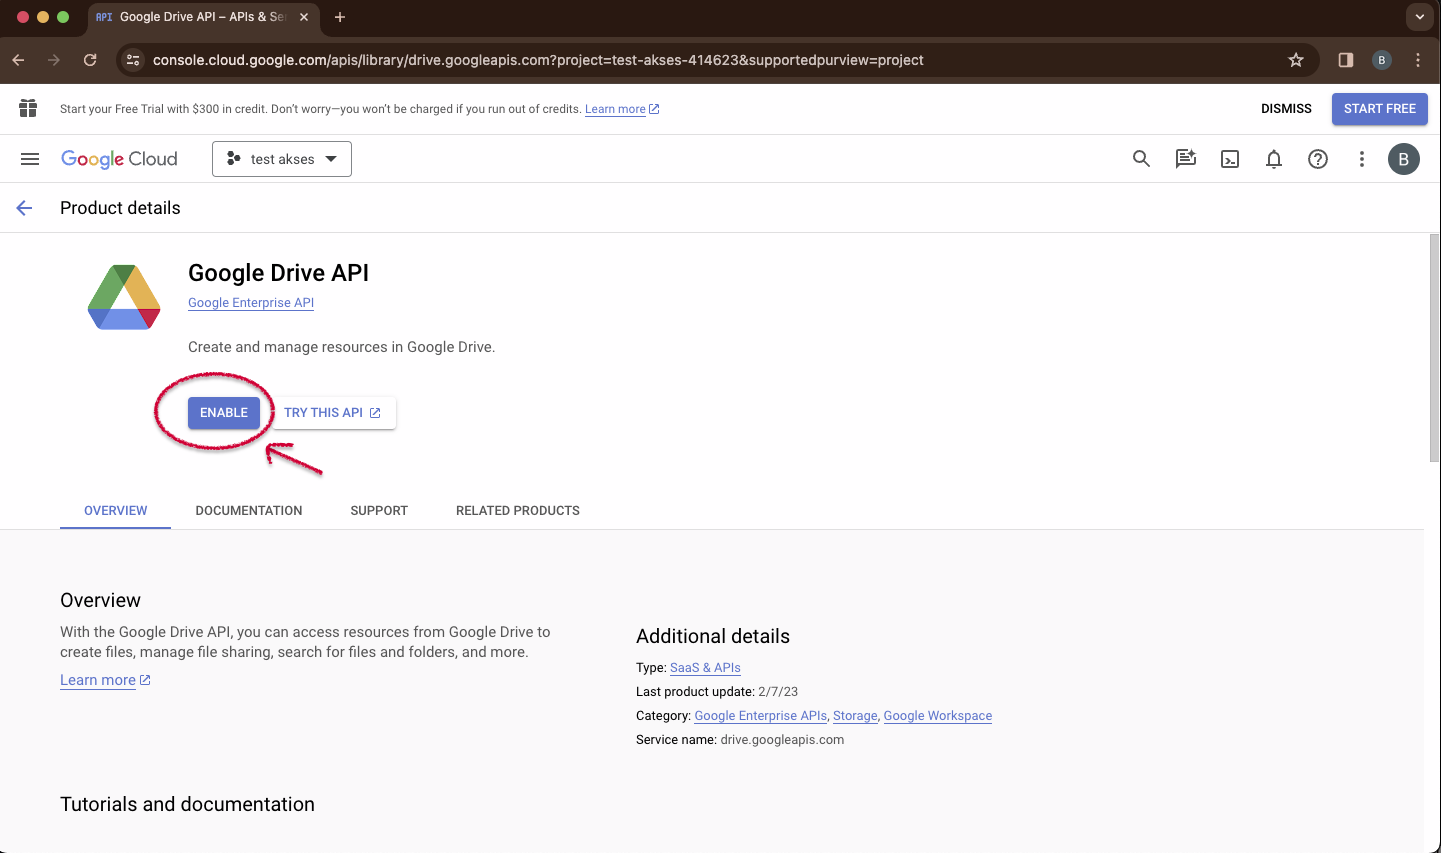 API Google Drive API – APIs & Se
console.cloud.google.com/apis/library/drive.googleapis.com?project=test-akses-414623&supportedpurview=project
B
Start your Free Trial with $300 in credit. Don't worry—you won't be charged if you run out of credits. Learn more
DISMISS
START FREE
Google Cloud
test akses
B
Product details
Google Drive API
Google Enterprise API
Create and manage resources in Google Drive.
ENABLE
TRY THIS API
OVERVIEW
DOCUMENTATION
SUPPORT
RELATED PRODUCTS
Overview
With the Google Drive API, you can access resources from Google Drive to
create files, manage file sharing, search for files and folders, and more.
Learn more
Additional details
Type: SaaS & APIs
Last product update: 2/7/23
Category: Google Enterprise APIs, Storage, Google Workspace
Service name: drive.googleapis.com
Tutorials and documentation